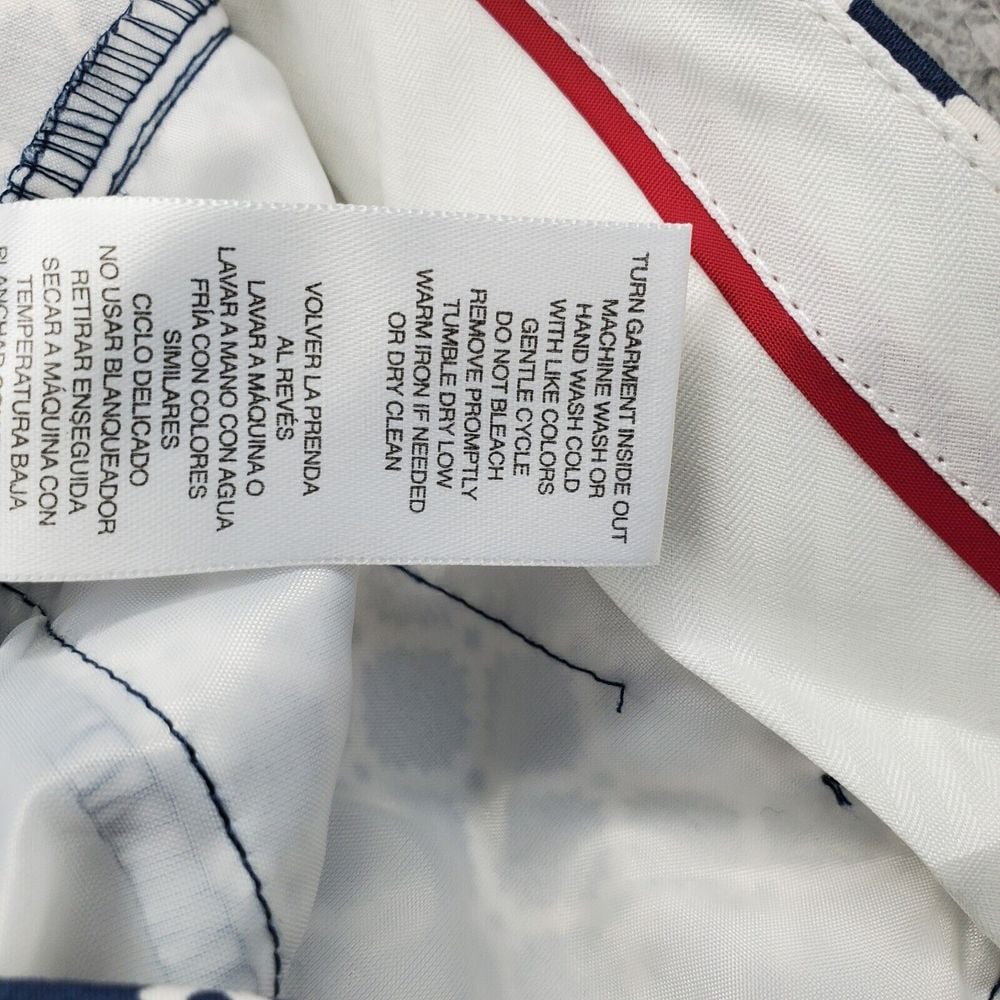 TURN GARMENT INSIDE OUT
MACHINE WASH OR
HAND WASH COLD
WITH LIKE COLORS
GENTLE CYCLE
DO NOT BLEACH
REMOVE PROMPTLY
TUMBLE DRY LOW
WARM IRON IF NEEDED
OR DRY CLEAN
VOLVER LA PRENDA
AL REVÉS
LAVAR A MÁQUINA O
LAVAR A MANO CON AGUA
FRÍA CON COLORES
SIMILARES
CICLO DELICADO
NO USAR BLANQUEADOR
RETIRAR ENSEGUIDA
SECAR A MÁQUINA CON
TEMPERATURA BAJA